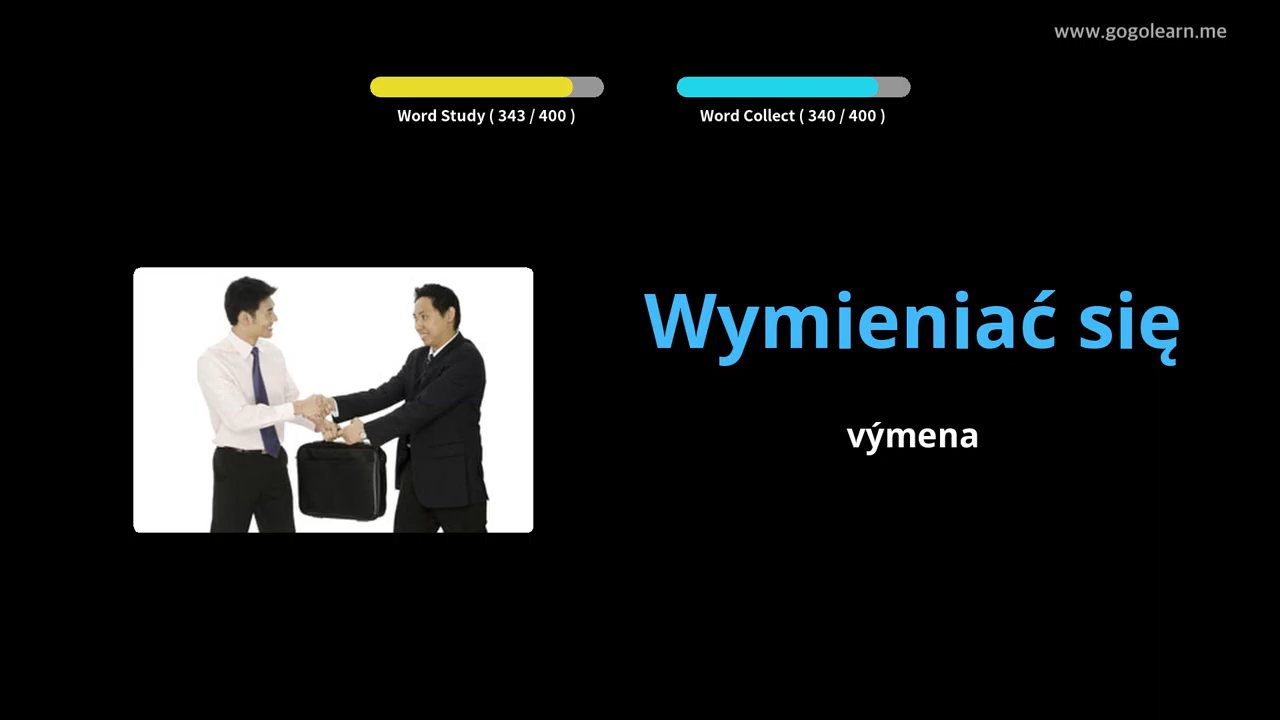 www.gogolearn.me
Word Study ( 343 / 400 )
Word Collect ( 340 / 400 )
Wymieniać się
výmena